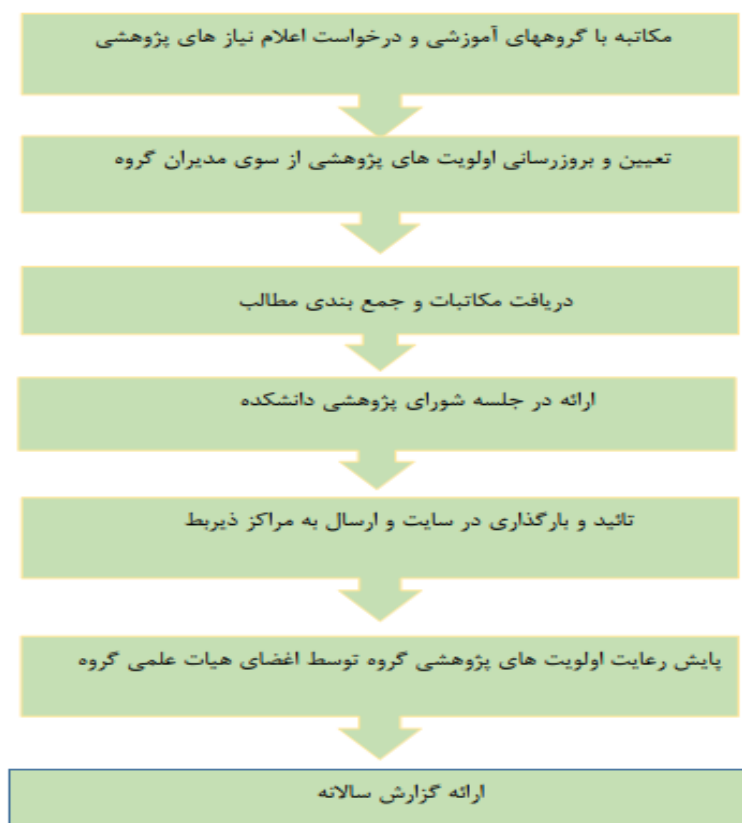 مکاتبه با گروههای آموزشی و درخواست اعلام نیاز های پژوهشی
تعیین و بروزرسانی اولویت های پژوهشی از سوی مدیران گروه
دریافت مکاتبات و جمع بندی مطالب
ارائه در جلسه شورای پژوهشی دانشکده
تائید و بارگذاری در سایت و ارسال به مراکز ذیربط
پایش رعایت اولویت های پژوهشی گروه توسط اغضای هیات علمی گروه
ارائه گزارش سالانه